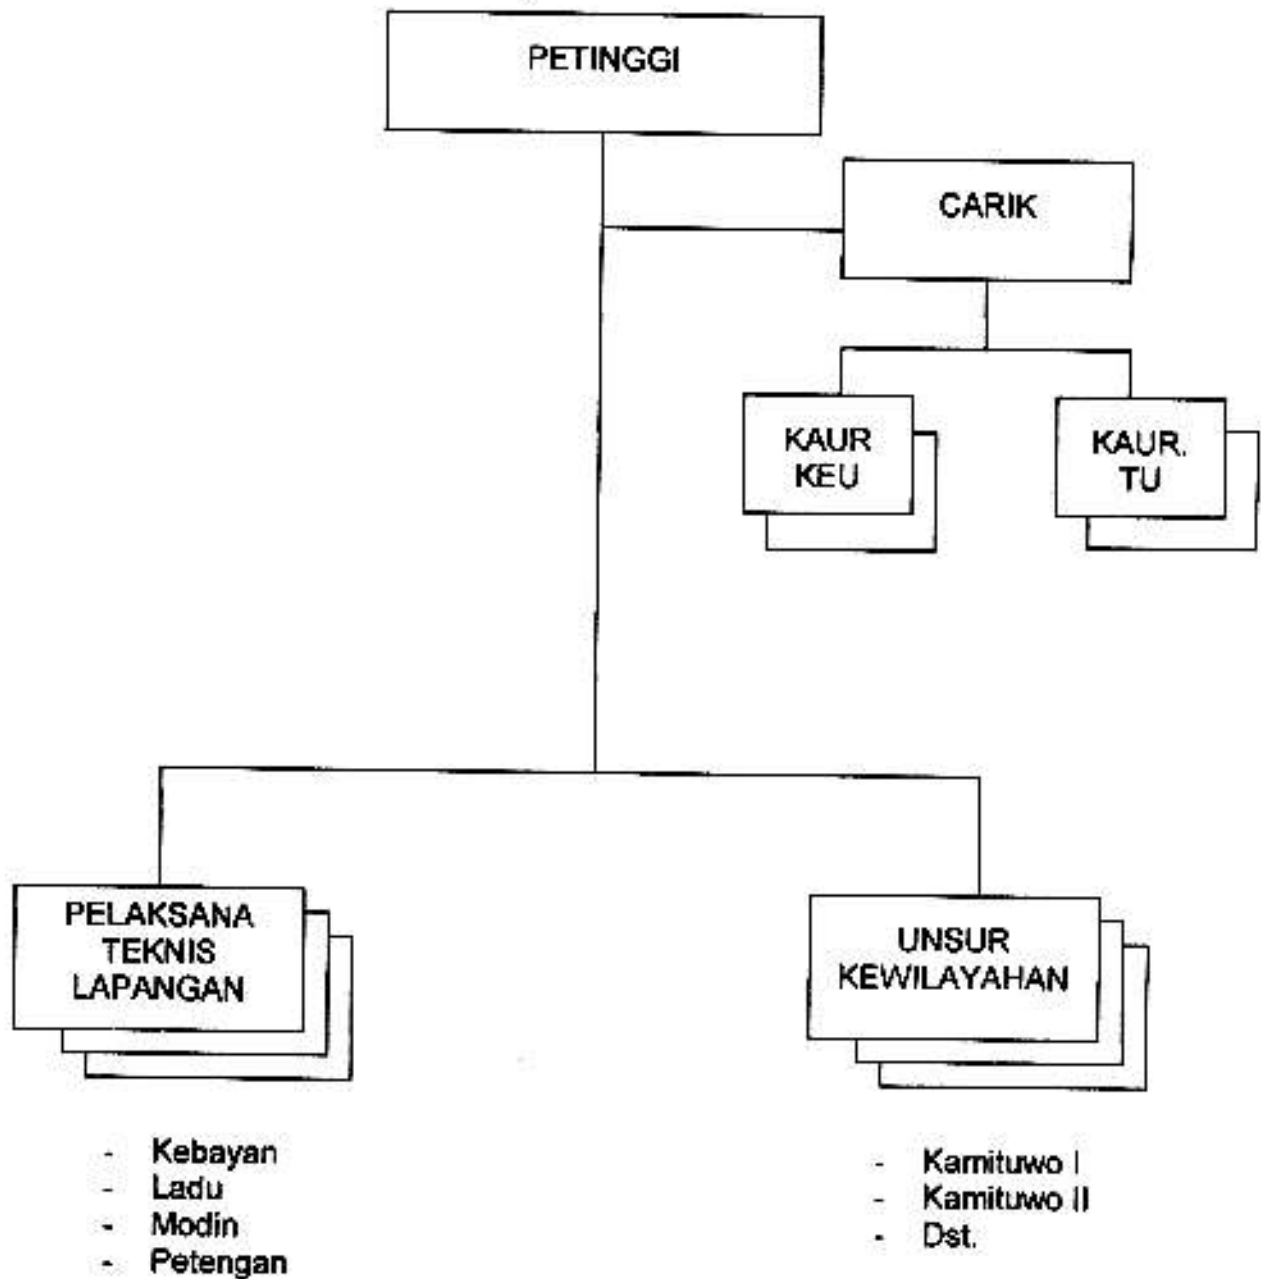 PETINGGI
CARIK
KAUR
KEU
KAUR.
TU
PELAKSANA
TEKNIS
LAPANGAN
UNSUR
KEWILAYAHAN
- Kebayan
- Ladu
- Modin
- Petengan
- Kamituwo I
- Kamituwo II
- Dst.